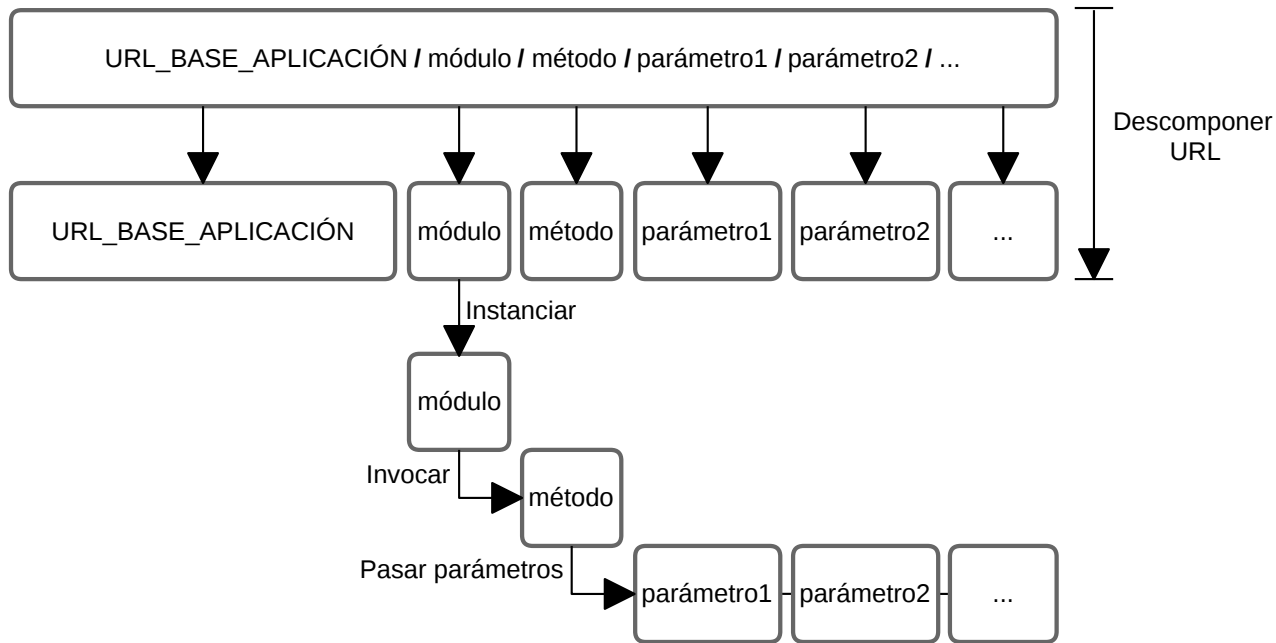 URL_BASE_APLICACIÓN / módulo / método / parámetro1 / parámetro2 / ...
Descomponer
URL
URL_BASE_APLICACIÓN
módulo
método
parámetro1
parámetro2
...
Instanciar
módulo
Invocar
método
Pasar parámetros
parámetro1
parámetro2
...